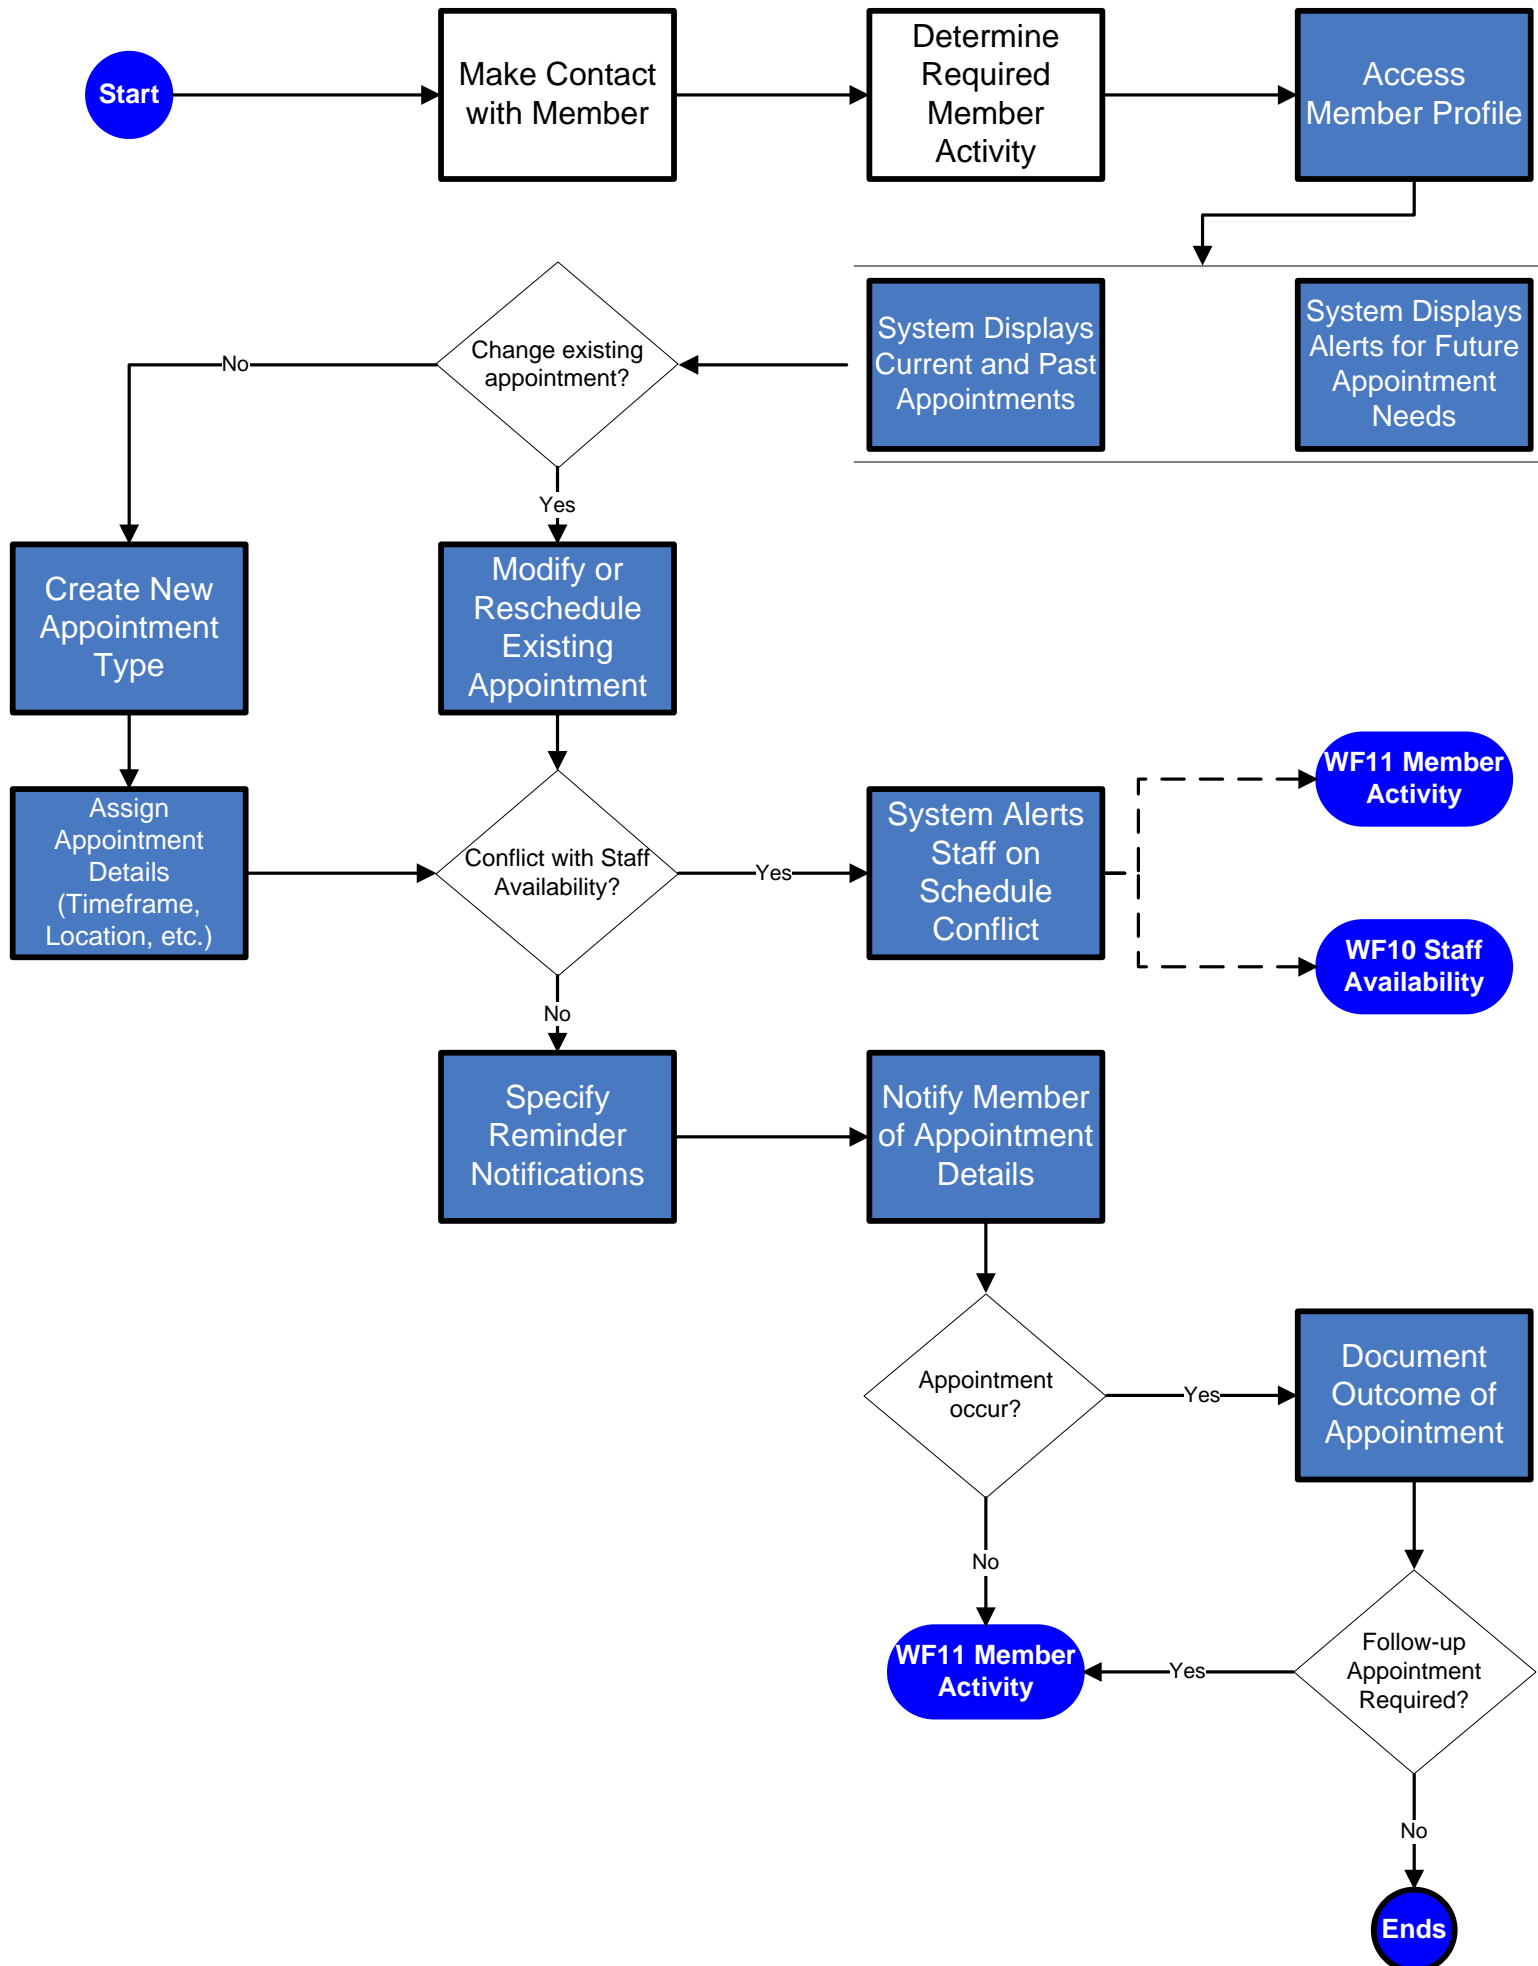 Start
Make Contact
with Member
Determine
Required
Member
Activity
Access
Member Profile
Change existing
appointment?
System Displays
Current and Past
Appointments
System Displays
Alerts for Future
Appointment
Needs
No
Yes
Create New
Appointment
Type
Modify or
Reschedule
Existing
Appointment
Assign
Appointment
Details
(Timeframe,
Location, etc.)
Conflict with Staff
Availability?
Yes
System Alerts
Staff on
Schedule
Conflict
WF11 Member
Activity
WF10 Staff
Availability
No
Specify
Reminder
Notifications
Notify Member
of Appointment
Details
Appointment
occur?
Yes
Document
Outcome of
Appointment
No
WF11 Member
Activity
Yes
Follow-up
Appointment
Required?
No
Ends